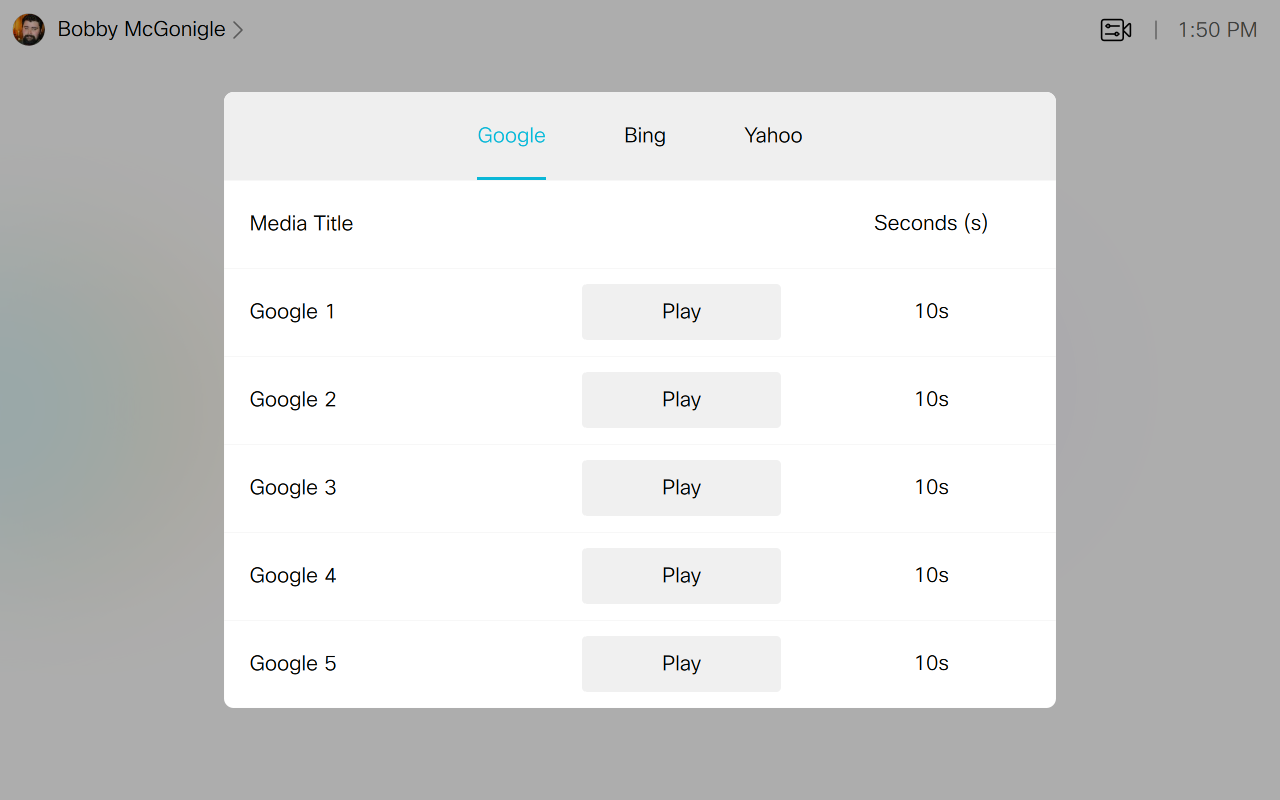 Bobby McGonigle
| 1:50 PM
Google Bing Yahoo
Media Title Seconds (s)
Google 1 Play 10s
Google 2 Play 10s
Google 3 Play 10s
Google 4 Play 10s
Google 5 Play 10s